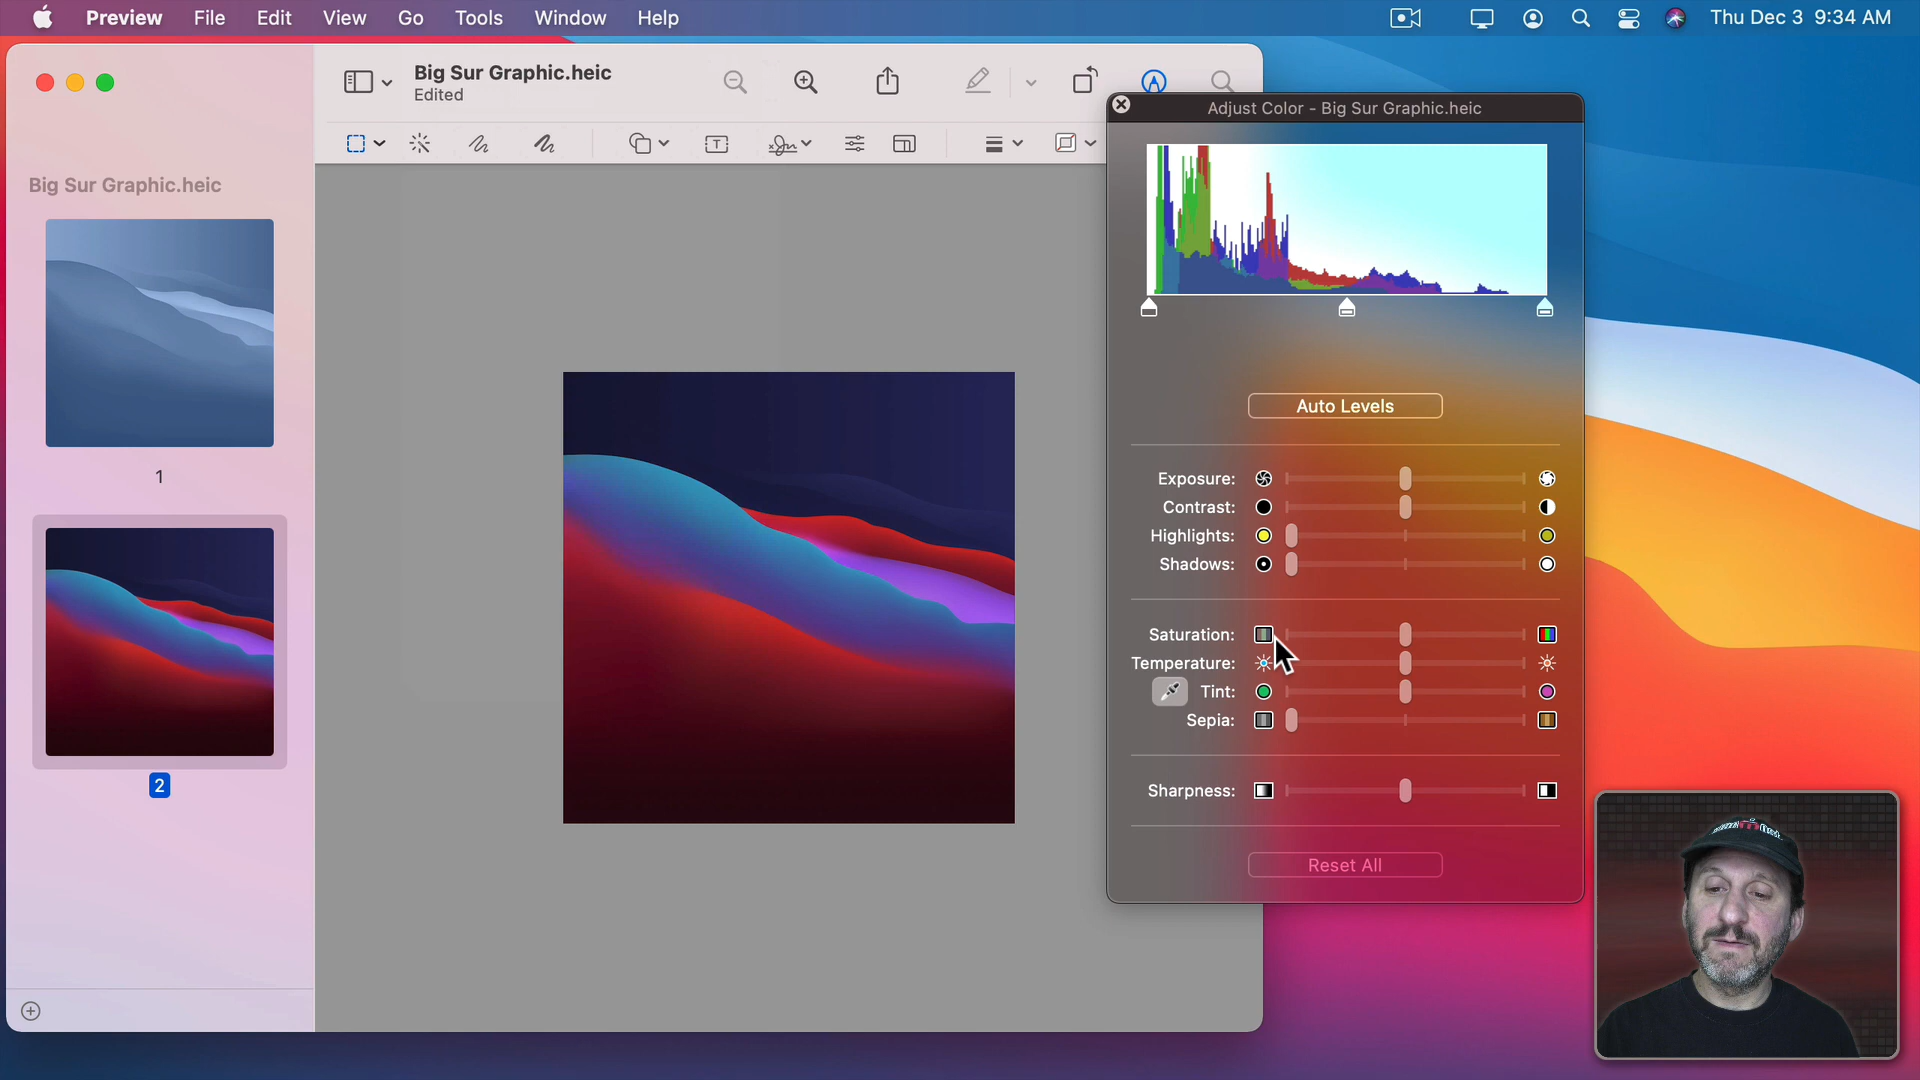 Preview File Edit View Go Tools Window Help Thu Dec 3 9:34 AM
Big Sur Graphic.heic
Edited
Adjust Color - Big Sur Graphic.heic
Big Sur Graphic.heic
1
2
Auto Levels
Exposure:
Contrast:
Highlights:
Shadows:
Saturation:
Temperature:
Tint:
Sepia:
Sharpness:
Reset All